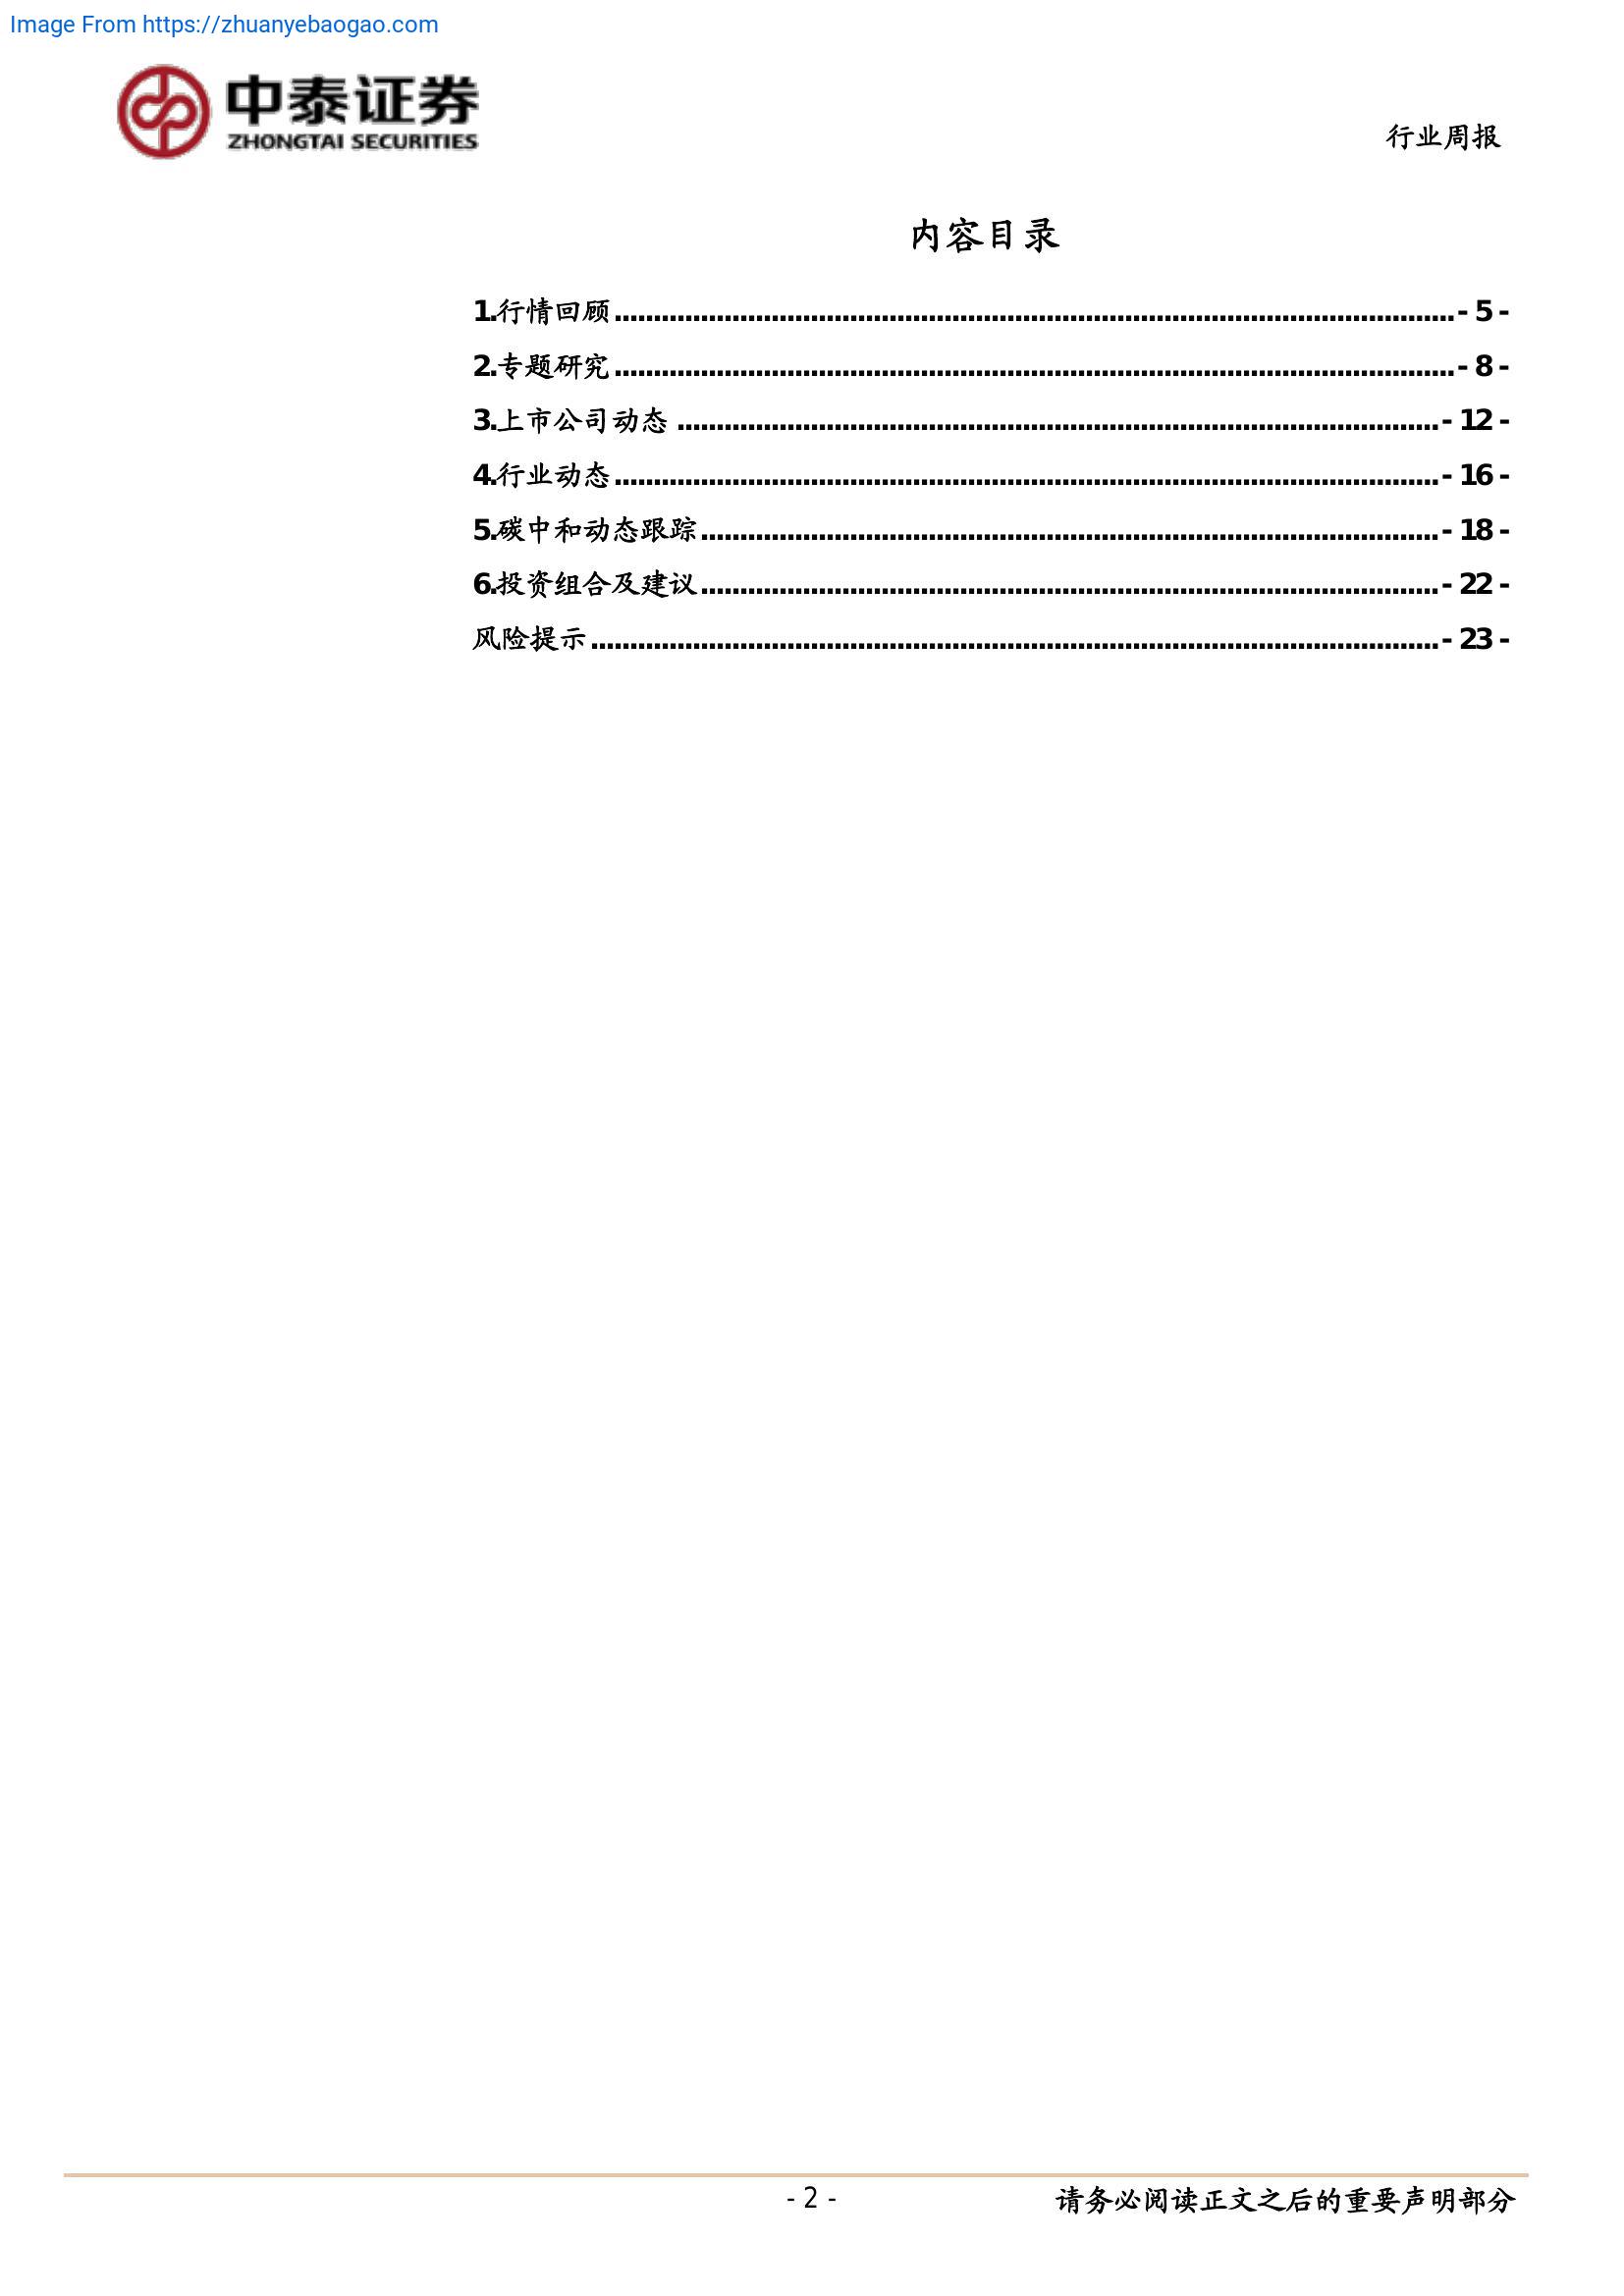 Image From https://zhuanyebaogao.com
中泰证券
ZHONGTAI SECURITIES
行业周报
内容目录
1.行情回顾............................................................- 5 -
2.专题研究............................................................- 8 -
3.上市公司动态 ............................................................- 12 -
4.行业动态............................................................- 16 -
5.碳中和动态跟踪............................................................- 18 -
6.投资组合及建议............................................................- 22 -
风险提示............................................................- 23 -
- 2 -
请务必阅读正文之后的重要声明部分